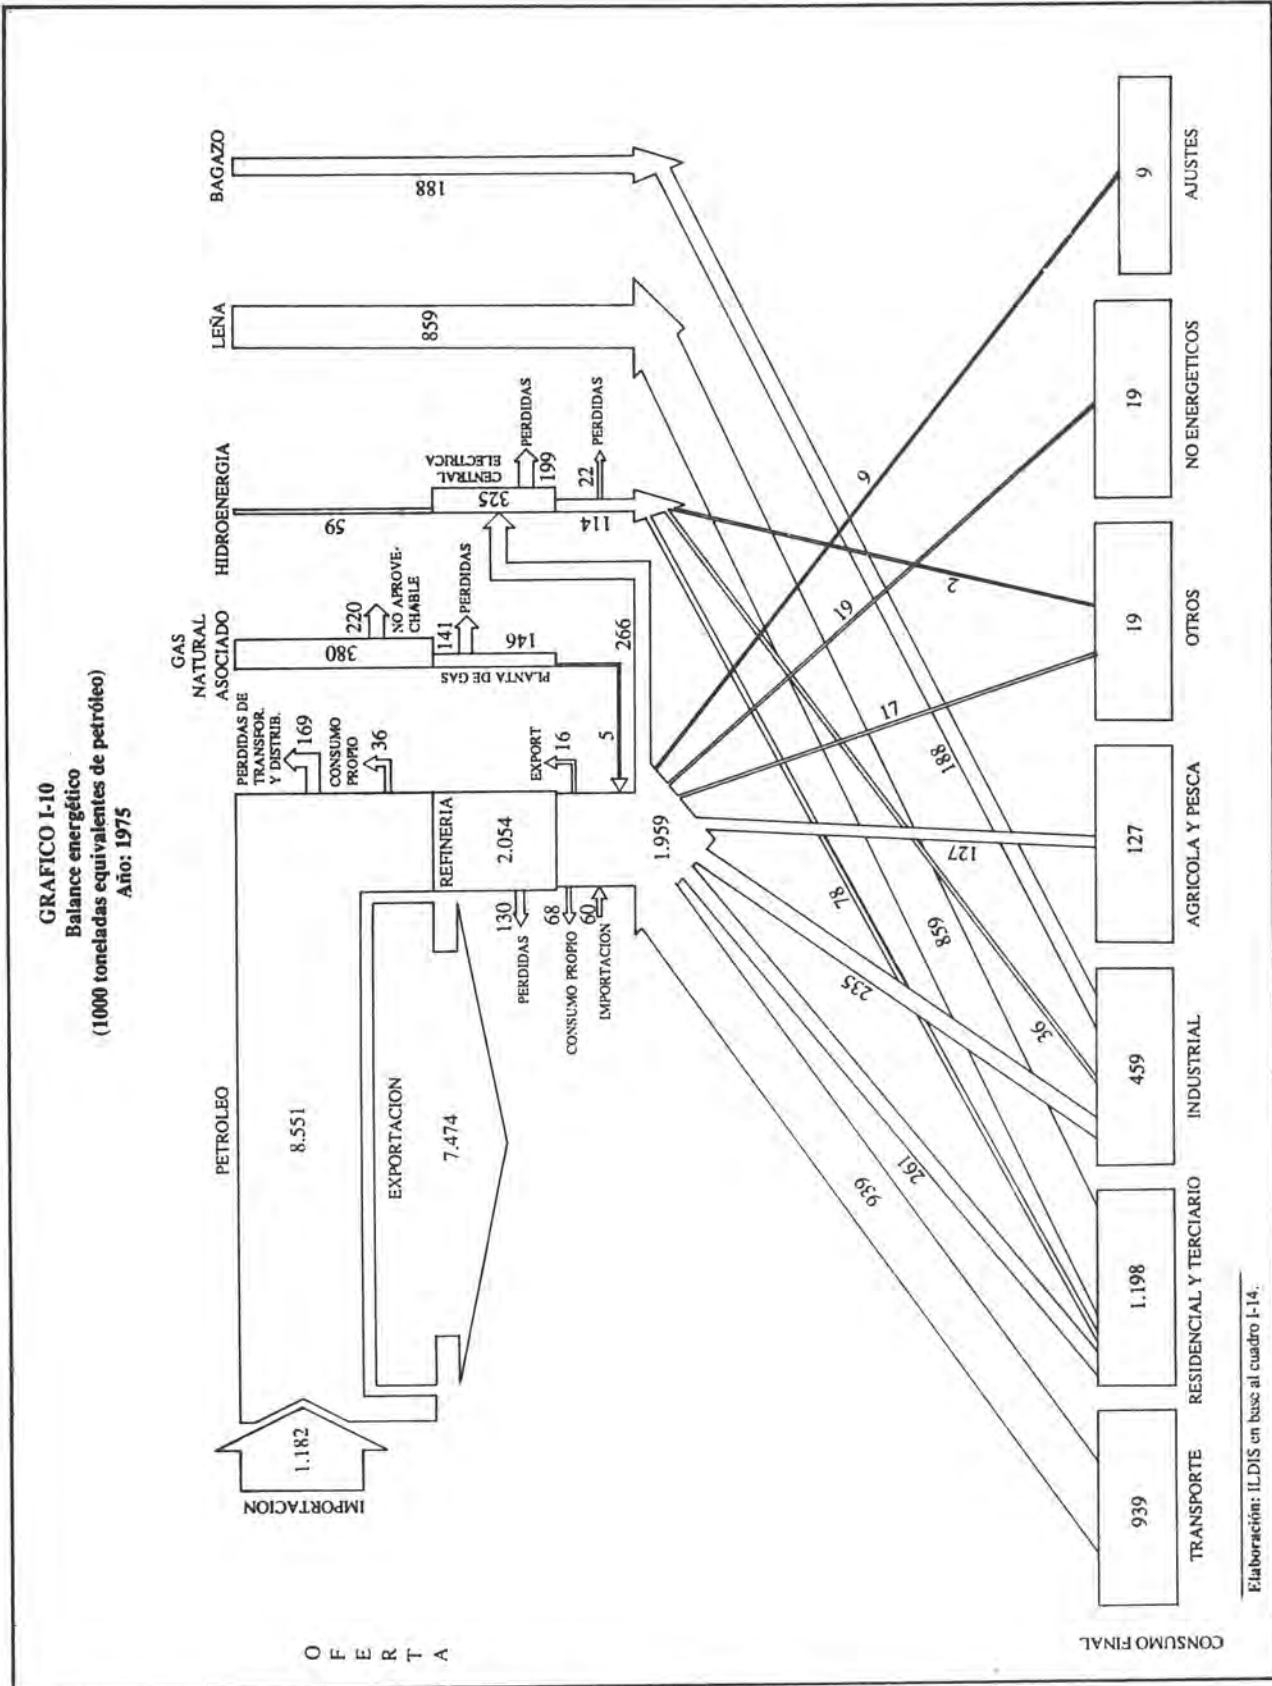 GRAFICO I-10
Balance energético
(1000 toneladas equivalentes de petróleo)
Año: 1975
OFERTA
IMPORTACION
1.182
PETROLEO
8.551
PERDIDAS DE
TRANSFOR.
Y DISTRIB.
169
CONSUMO
PROPIO
36
EXPORTACION
7.474
REFINERIA
2.054
130
PERDIDAS
68
CONSUMO PROPIO
60
IMPORTACION
EXPORT
16
5
1.959
GAS
NATURAL
ASOCIADO
380
220
NO APROVE-
CHABLE
141
PERDIDAS
146
PLANTA DE GAS
266
HIDROENERGIA
59
CENTRAL
ELECTRICA
325
PERDIDAS
199
22
PERDIDAS
114
LEÑA
859
BAGAZO
188
939
261
235
127
17
19
9
78
859
36
188
2
CONSUMO FINAL
939
TRANSPORTE
1.198
RESIDENCIAL Y TERCIARIO
459
INDUSTRIAL
127
AGRICOLA Y PESCA
19
OTROS
19
NO ENERGETICOS
9
AJUSTES
Elaboración: ILDIS en base al cuadro I-14.